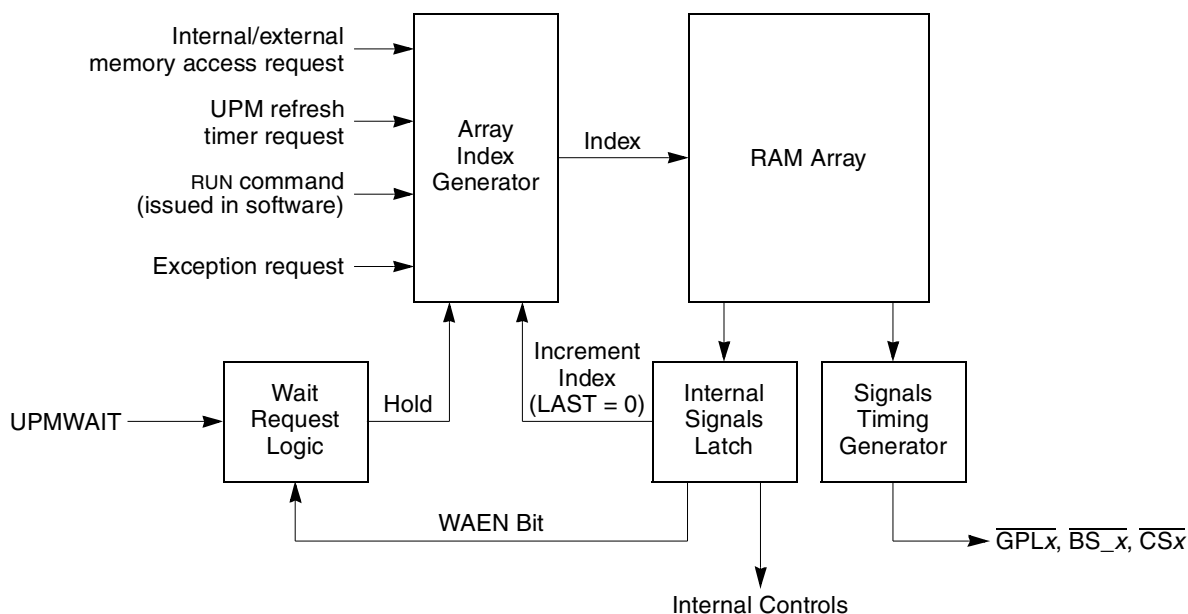 Internal/external
memory access request
UPM refresh
timer request
RUN command
(issued in software)
Exception request
Array
Index
Generator
Index
RAM Array
Increment
Index
(LAST = 0)
Wait
Request
Logic
Hold
UPMWAIT
Internal
Signals
Latch
Signals
Timing
Generator
WAEN Bit
GPLx, BS_x, CSx
Internal Controls